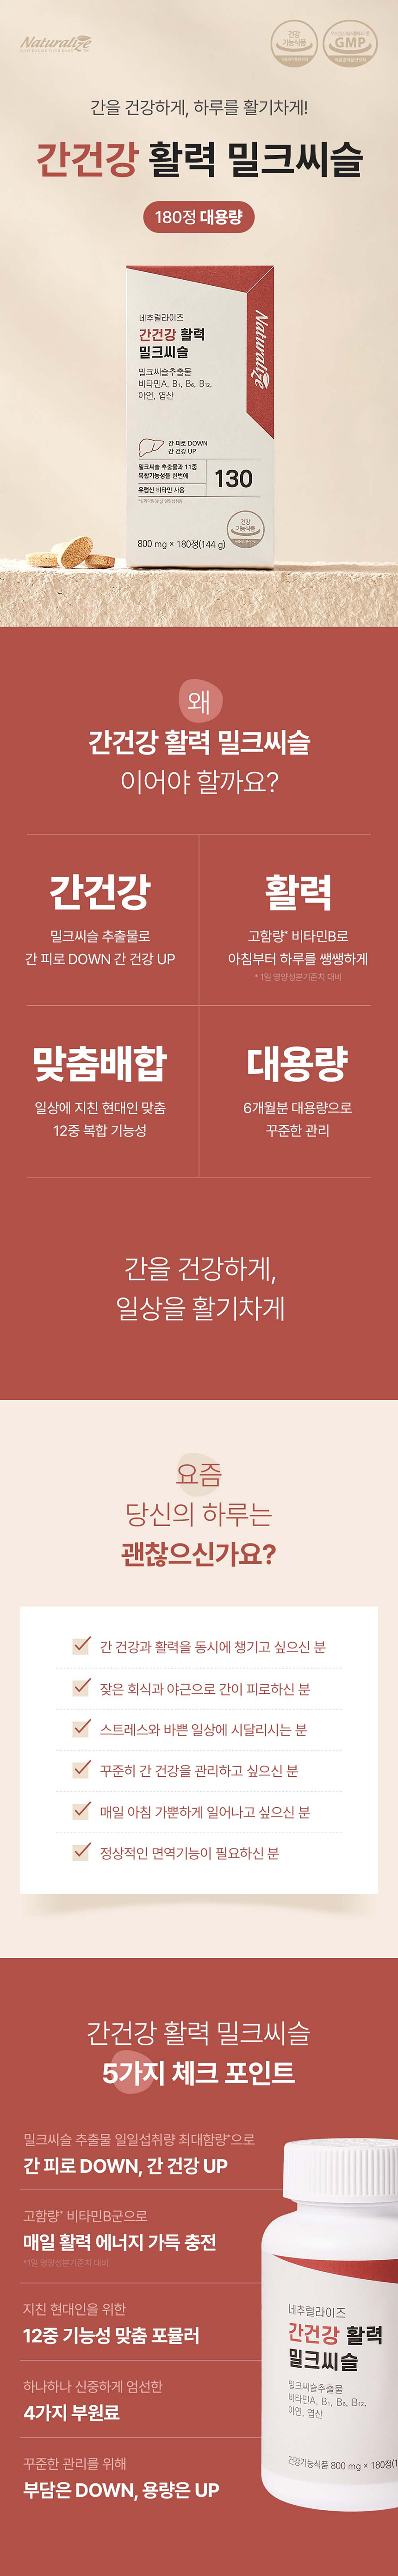 Naturalize
건강
기능식품
GMP
간을 건강하게, 하루를 활기차게!
간건강 활력 밀크씨슬
180정 대용량
Naturalize
네추럴라이즈
간건강 활력
밀크씨슬
밀크씨슬추출물
비타민A, B₁, B₆, B₁₂,
아연, 엽산
간 피로 DOWN
간 건강 UP
밀크씨슬 추출물과 11종
복합기능성을 한번에
유럽산 비타민 사용
130
건강
기능식품
800 mg × 180정(144 g)
왜
간건강 활력 밀크씨슬
이어야 할까요?
간건강
밀크씨슬 추출물로
간 피로 DOWN 간 건강 UP
활력
고함량* 비타민B로
아침부터 하루를 쌩쌩하게
* 1일 영양성분기준치 대비
맞춤배합
일상에 지친 현대인 맞춤
12중 복합 기능성
대용량
6개월분 대용량으로
꾸준한 관리
간을 건강하게,
일상을 활기차게
요즘
당신의 하루는
괜찮으신가요?
간 건강과 활력을 동시에 챙기고 싶으신 분
잦은 회식과 야근으로 간이 피로하신 분
스트레스와 바쁜 일상에 시달리시는 분
꾸준히 간 건강을 관리하고 싶으신 분
매일 아침 가뿐하게 일어나고 싶으신 분
정상적인 면역기능이 필요하신 분
간건강 활력 밀크씨슬
5가지 체크 포인트
밀크씨슬 추출물 일일섭취량 최대함량*으로
간 피로 DOWN, 간 건강 UP
고함량* 비타민B군으로
매일 활력 에너지 가득 충전
*1일 영양성분기준치 대비
지친 현대인을 위한
12중 기능성 맞춤 포뮬러
하나하나 신중하게 엄선한
4가지 부원료
꾸준한 관리를 위해
부담은 DOWN, 용량은 UP
네추럴라이즈
간건강 활력
밀크씨슬
밀크씨슬추출물
비타민A, B₁, B₆, B₁₂,
아연, 엽산
건강기능식품 800 mg × 180정(1